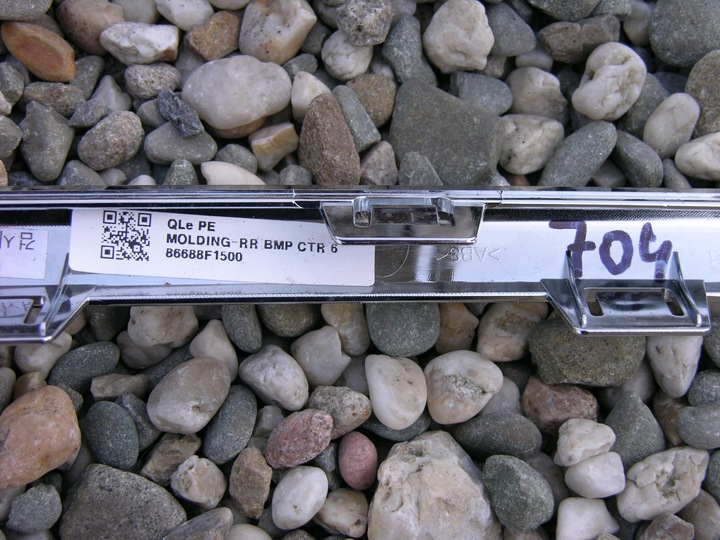 QLe PE
MOLDING-RR BMP CTR 6
86688F1500
>ABS<
704